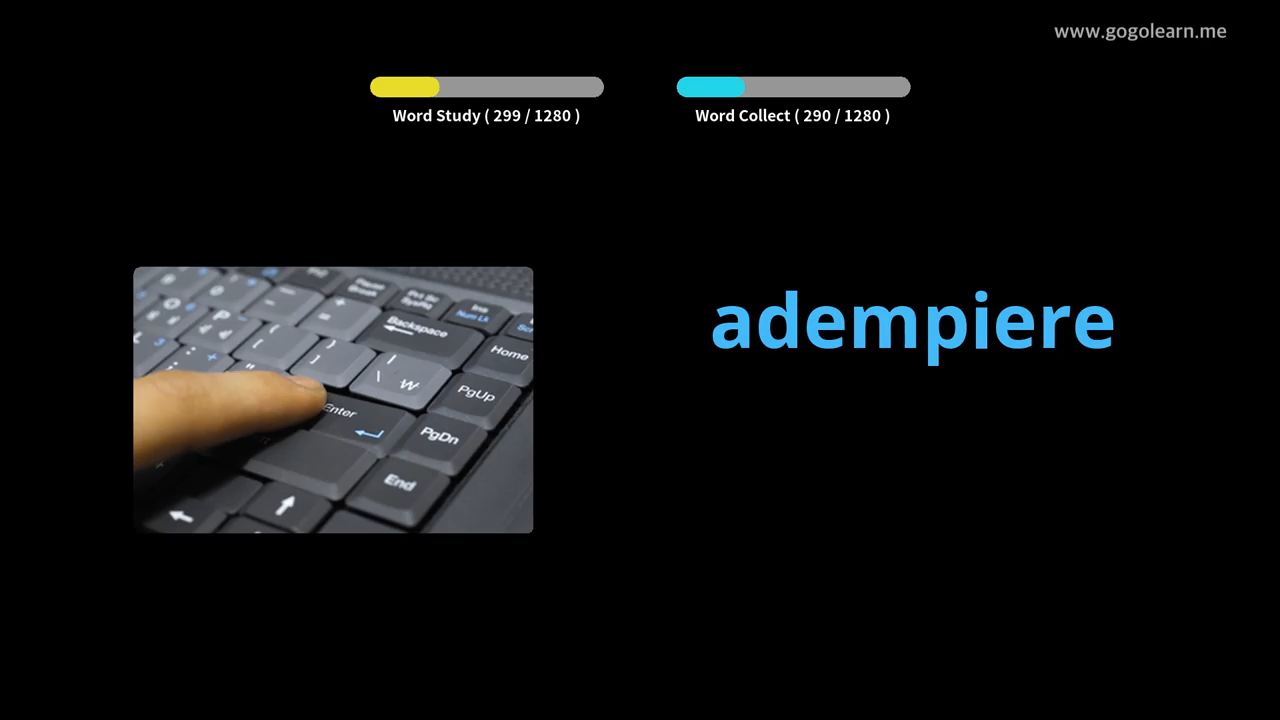 www.gogolearn.me
Word Study ( 299 / 1280 )
Word Collect ( 290 / 1280 )
adempiere
Backspace
Home
PgUp
Enter
PgDn
End